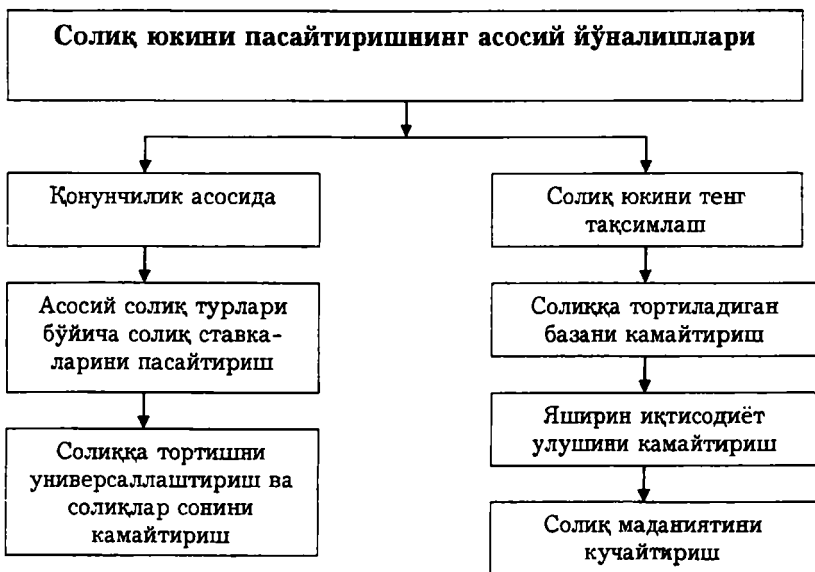 Солиқ юкини пасайтиришнинг асосий йўналишлари
Қонунчилик асосида
Асосий солиқ турлари
бўйича солиқ ставка-
ларини пасайтириш
Солиққа тортишни
универсаллаштириш ва
солиқлар сонини
камайтириш
Солиқ юкини тенг
тақсимлаш
Солиққа тортиладиган
базани камайтириш
Яширин иқтисодиёт
улушини камайтириш
Солиқ маданиятини
кучайтириш